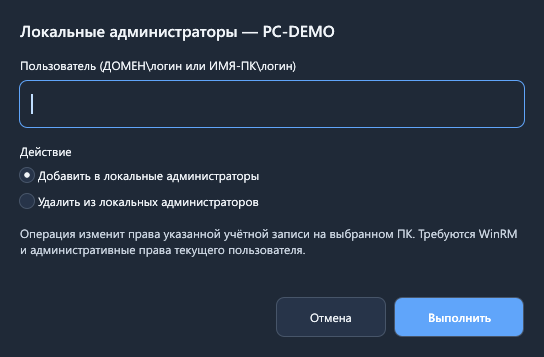 Локальные администраторы — PC-DEMO
Пользователь (ДОМЕН\логин или ИМЯ-ПК\логин)
Действие
Добавить в локальные администраторы
Удалить из локальных администраторов
Операция изменит права указанной учётной записи на выбранном ПК. Требуются WinRM
и административные права текущего пользователя.
Отмена
Выполнить